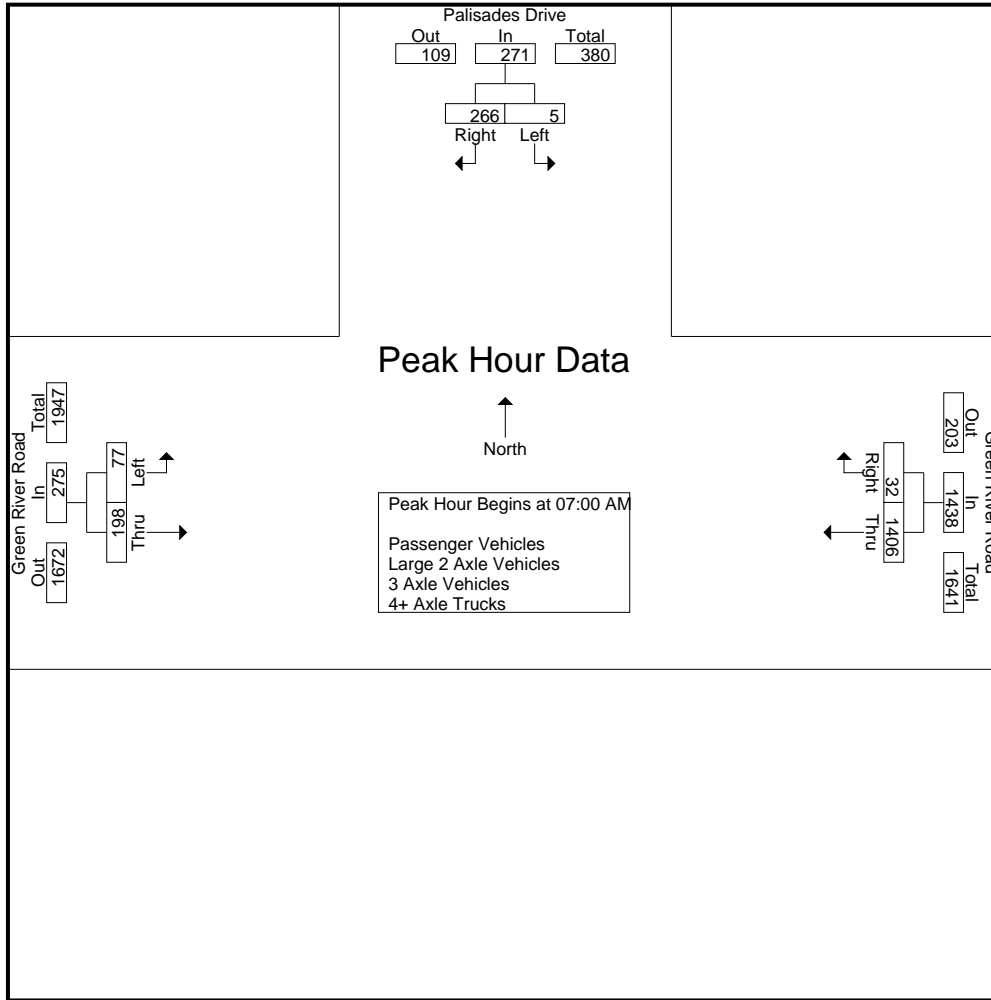 Palisades Drive
Out In Total
109 271 380
266 5
Right Left
Peak Hour Data
North
Peak Hour Begins at 07:00 AM
Passenger Vehicles
Large 2 Axle Vehicles
3 Axle Vehicles
4+ Axle Trucks
Green River Road
Out In Total
1672 275 1947
Left Thru
77 198
Green River Road
Out In Total
203 1438 1641
Right Thru
32 1406